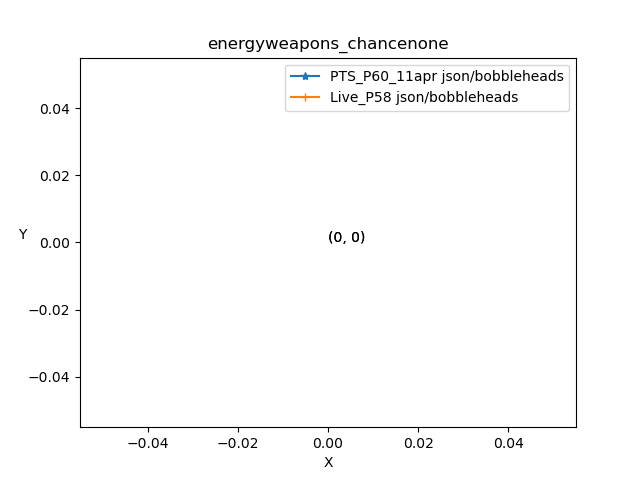 energyweapons_chancenone
PTS_P60_11apr json/bobbleheads
Live_P58 json/bobbleheads
0.04
0.02
Y
0.00
(0, 0)
−0.02
−0.04
−0.04 −0.02 0.00 0.02 0.04
X